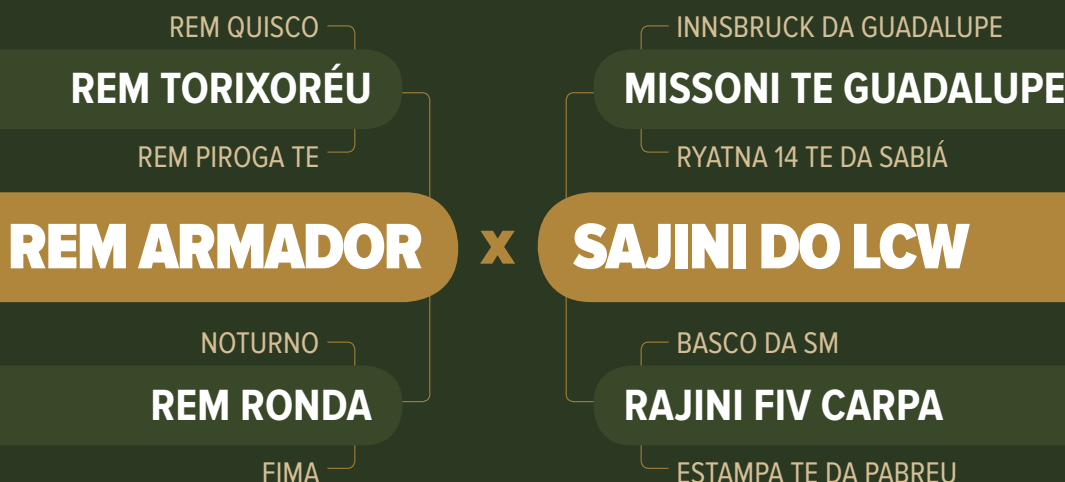 REM QUISCO
REM TORIXORÉU
REM PIROGA TE
REM ARMADOR
NOTURNO
REM RONDA
FIMA
X
INNSBRUCK DA GUADALUPE
MISSONI TE GUADALUPE
RYATNA 14 TE DA SABIÁ
SAJINI DO LCW
BASCO DA SM
RAJINI FIV CARPA
ESTAMPA TE DA PABREU